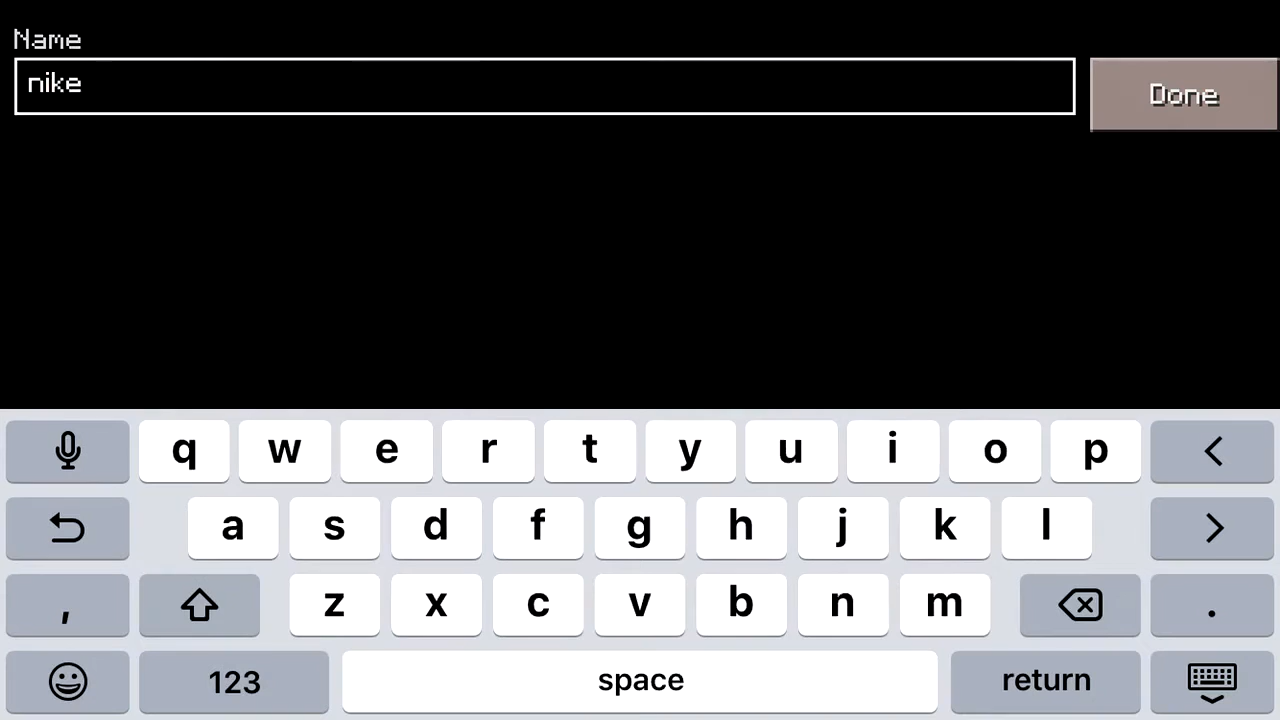 Name
nike
Done
q w e r t y u i o p <
a s d f g h j k l >
, z x c v b n m .
123 space return